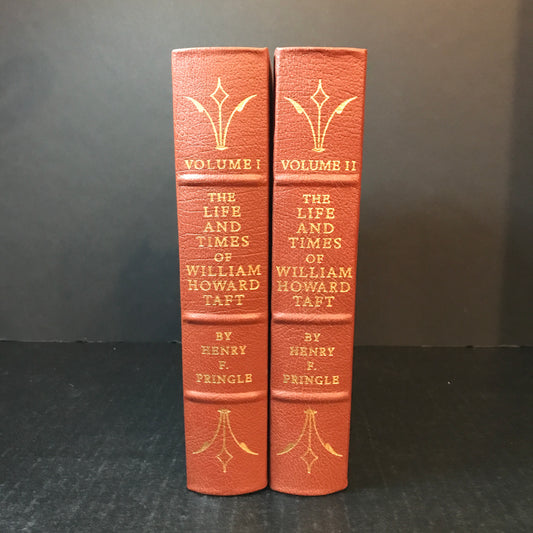 VOLUME I
THE
LIFE
AND
TIMES
OF
WILLIAM
HOWARD
TAFT
BY
HENRY
F.
PRINGLE
VOLUME II
THE
LIFE
AND
TIMES
OF
WILLIAM
HOWARD
TAFT
BY
HENRY
F.
PRINGLE